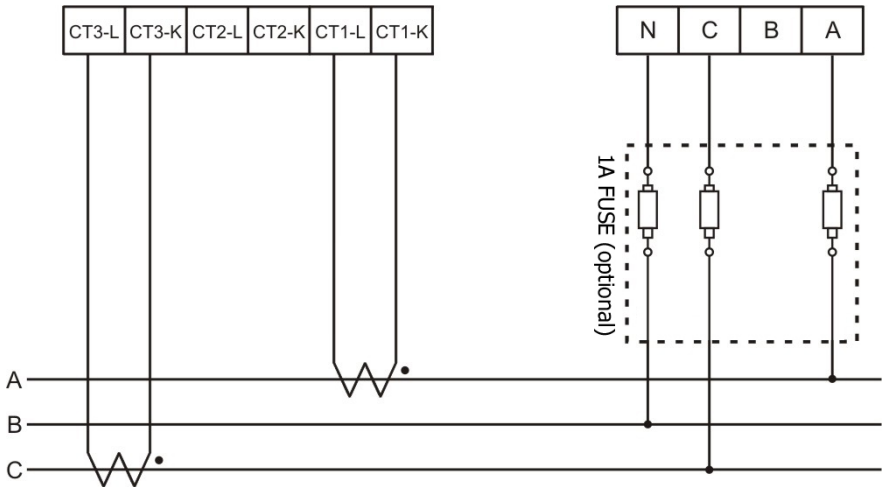 CT3-L CT3-K CT2-L CT2-K CT1-L CT1-K
N C B A
1A FUSE (optional)
A
B
C